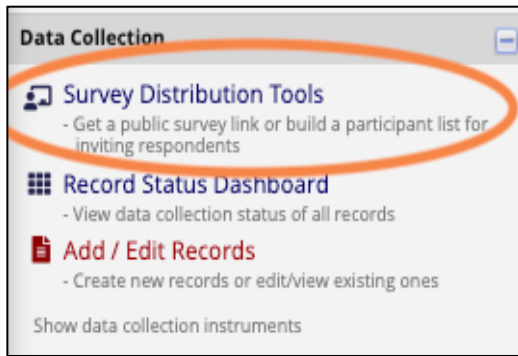 Data Collection
Survey Distribution Tools
- Get a public survey link or build a participant list for
inviting respondents
Record Status Dashboard
- View data collection status of all records
Add / Edit Records
- Create new records or edit/view existing ones
Show data collection instruments